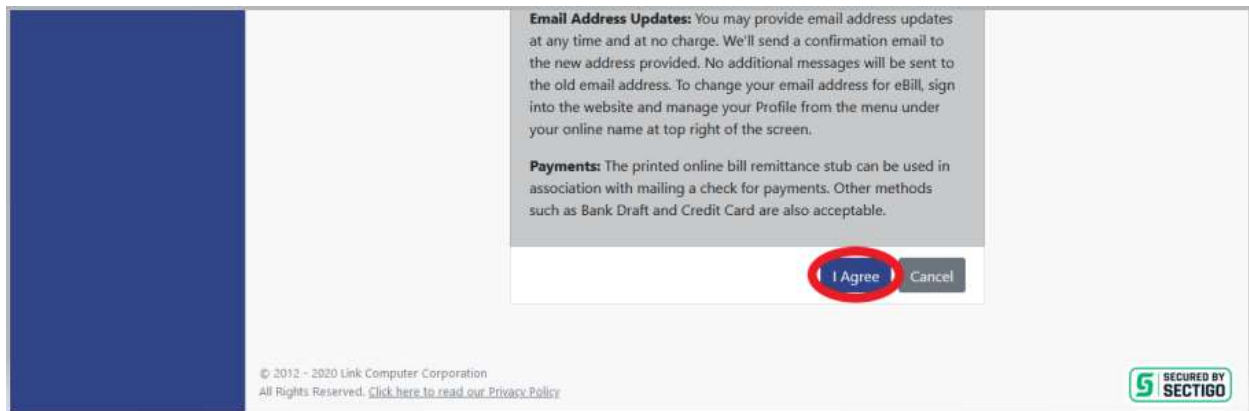 Email Address Updates: You may provide email address updates
at any time and at no charge. We'll send a confirmation email to
the new address provided. No additional messages will be sent to
the old email address. To change your email address for eBill, sign
into the website and manage your Profile from the menu under
your online name at top right of the screen.
Payments: The printed online bill remittance stub can be used in
association with mailing a check for payments. Other methods
such as Bank Draft and Credit Card are also acceptable.
I Agree Cancel
© 2012 - 2020 Link Computer Corporation
All Rights Reserved. Click here to read our Privacy Policy
SECURED BY
SECTIGO